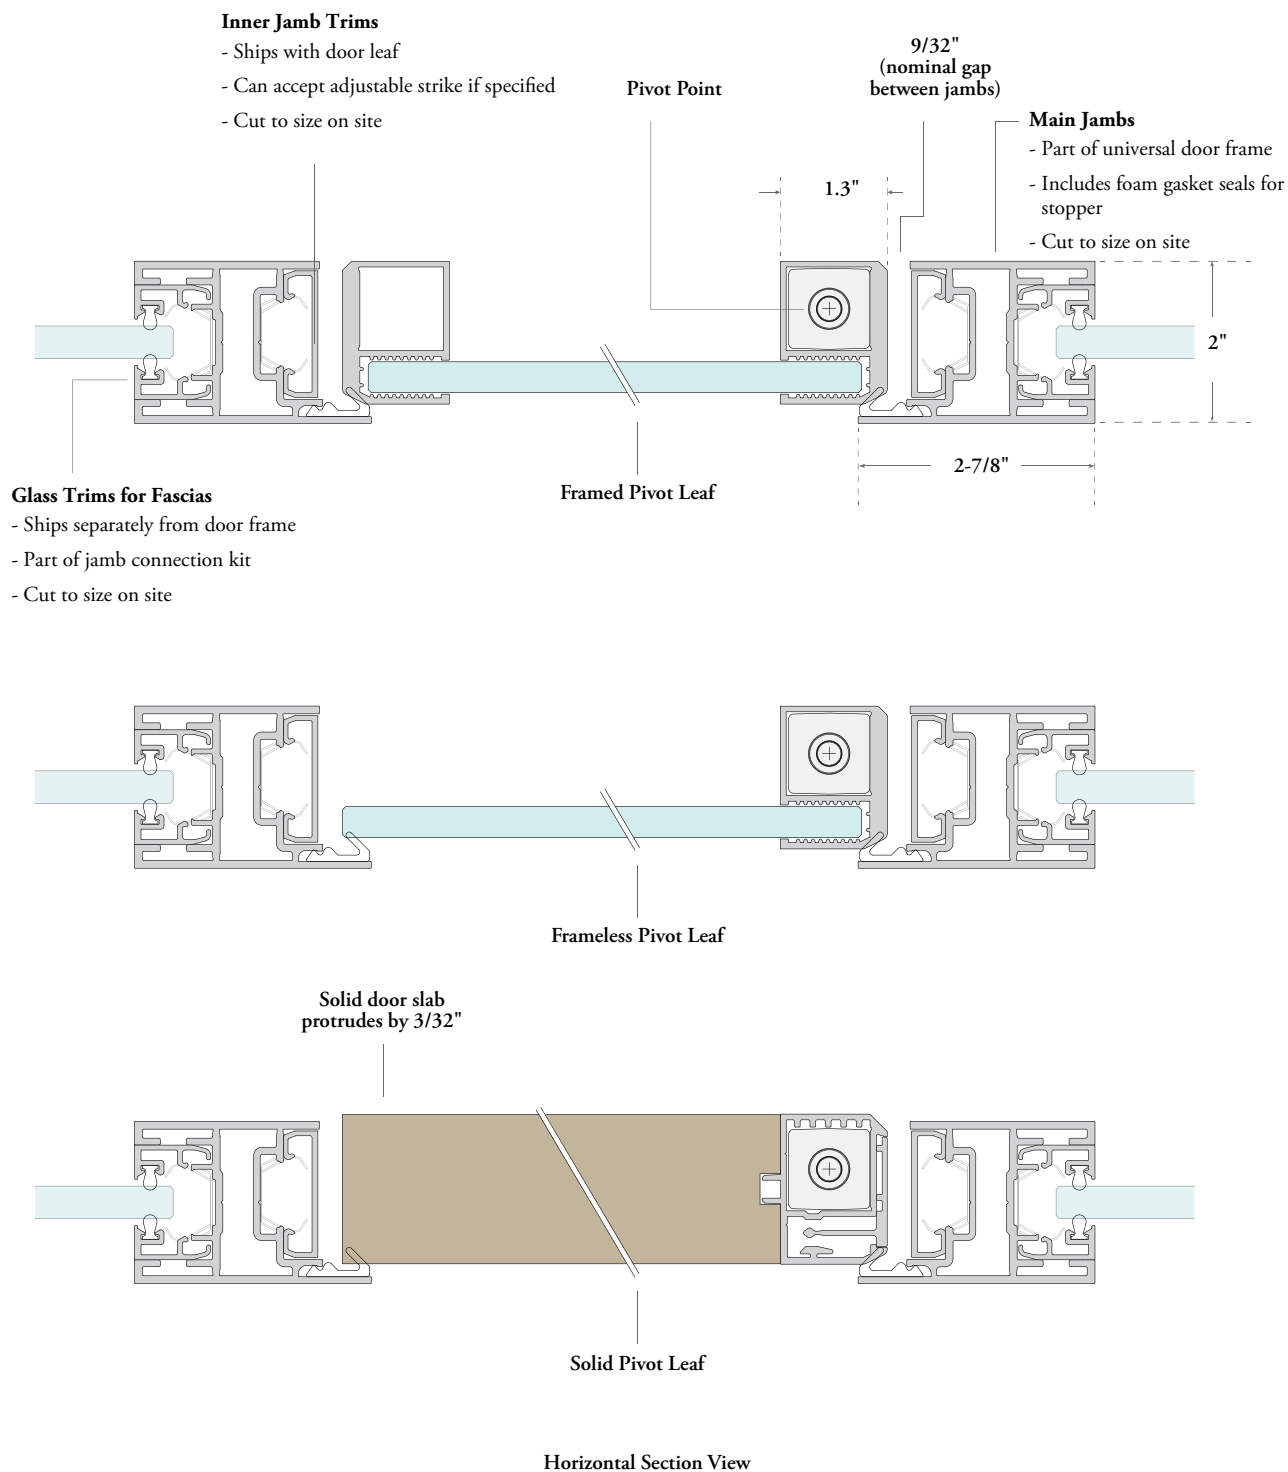 Inner Jamb Trims
- Ships with door leaf
- Can accept adjustable strike if specified
- Cut to size on site
Pivot Point
9/32"
(nominal gap
between jambs)
Main Jambs
- Part of universal door frame
- Includes foam gasket seals for
stopper
- Cut to size on site
1.3"
2"
2-7/8"
Framed Pivot Leaf
Glass Trims for Fascias
- Ships separately from door frame
- Part of jamb connection kit
- Cut to size on site
Frameless Pivot Leaf
Solid door slab
protrudes by 3/32"
Solid Pivot Leaf
Horizontal Section View